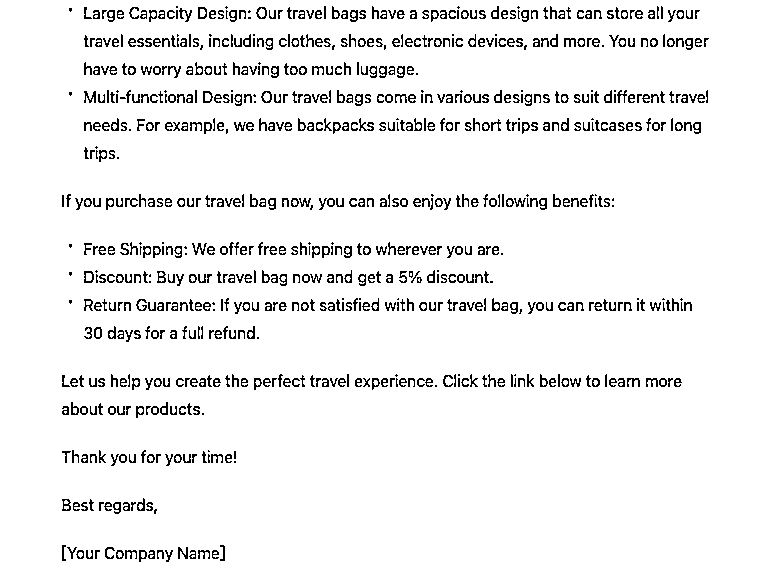 • Large Capacity Design: Our travel bags have a spacious design that can store all your
travel essentials, including clothes, shoes, electronic devices, and more. You no longer
have to worry about having too much luggage.
• Multi-functional Design: Our travel bags come in various designs to suit different travel
needs. For example, we have backpacks suitable for short trips and suitcases for long
trips.
If you purchase our travel bag now, you can also enjoy the following benefits:
• Free Shipping: We offer free shipping to wherever you are.
• Discount: Buy our travel bag now and get a 5% discount.
• Return Guarantee: If you are not satisfied with our travel bag, you can return it within
30 days for a full refund.
Let us help you create the perfect travel experience. Click the link below to learn more
about our products.
Thank you for your time!
Best regards,
[Your Company Name]